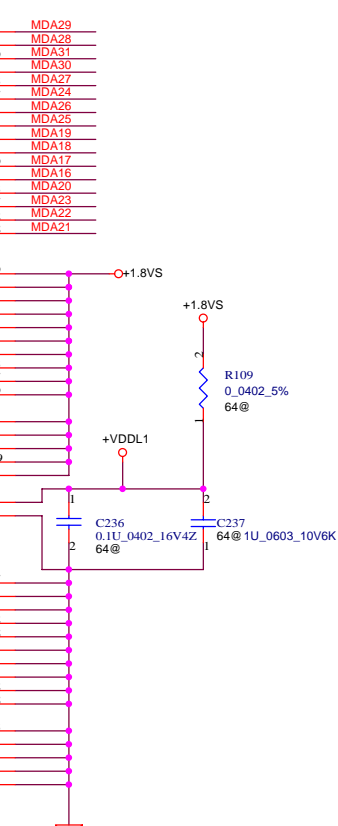 MDA29
MDA28
MDA31
MDA30
MDA27
MDA24
MDA26
MDA25
MDA19
MDA18
MDA17
MDA16
MDA20
MDA23
MDA22
MDA21
+1.8VS
+1.8VS
2
R109
0_0402_5%
64@
1
+VDDL1
1
C236
0.1U_0402_16V4Z
64@
2
2
C237
64@ 1U_0603_10V6K
1